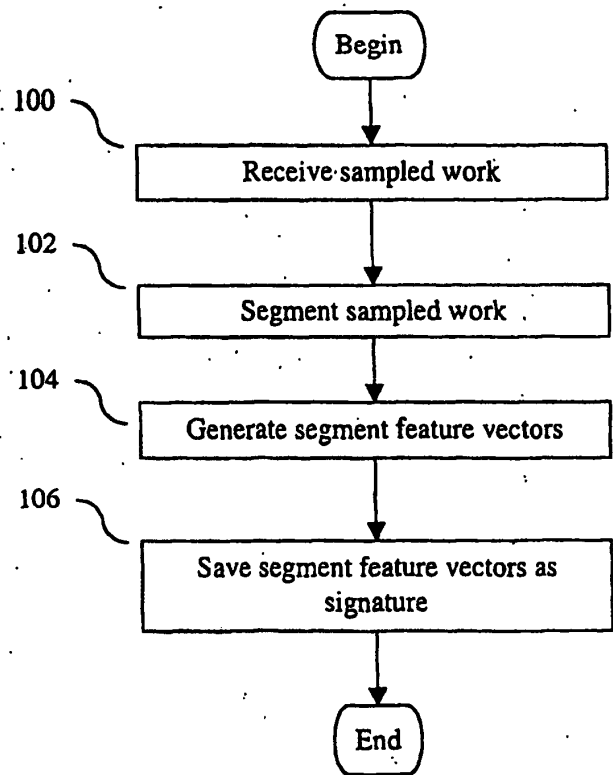 Begin
100
Receive sampled work
102
Segment sampled work
104
Generate segment feature vectors
106
Save segment feature vectors as
signature
End